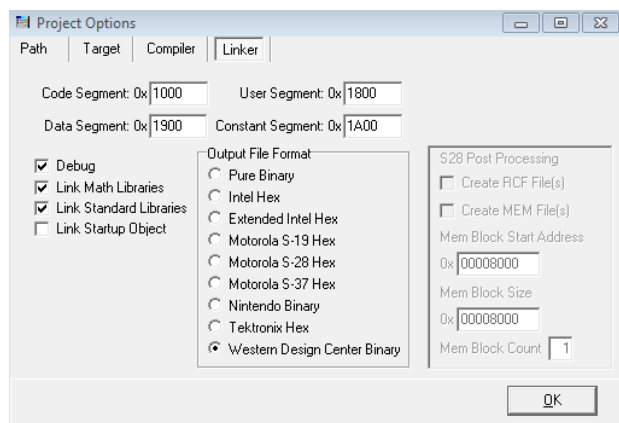 Project Options
Path Target Compiler Linker
Code Segment: 0x 1000 User Segment: 0x 1800
Data Segment: 0x 1900 Constant Segment: 0x 1A00
Debug
Link Math Libraries
Link Standard Libraries
Link Startup Object
Output File Format
Pure Binary
Intel Hex
Extended Intel Hex
Motorola S-19 Hex
Motorola S-28 Hex
Motorola S-37 Hex
Nintendo Binary
Tektronix Hex
Western Design Center Binary
S28 Post Processing
Create RCF File(s)
Create MEM File(s)
Mem Block Start Address
0x 00008000
Mem Block Size
0x 00008000
Mem Block Count 1
OK